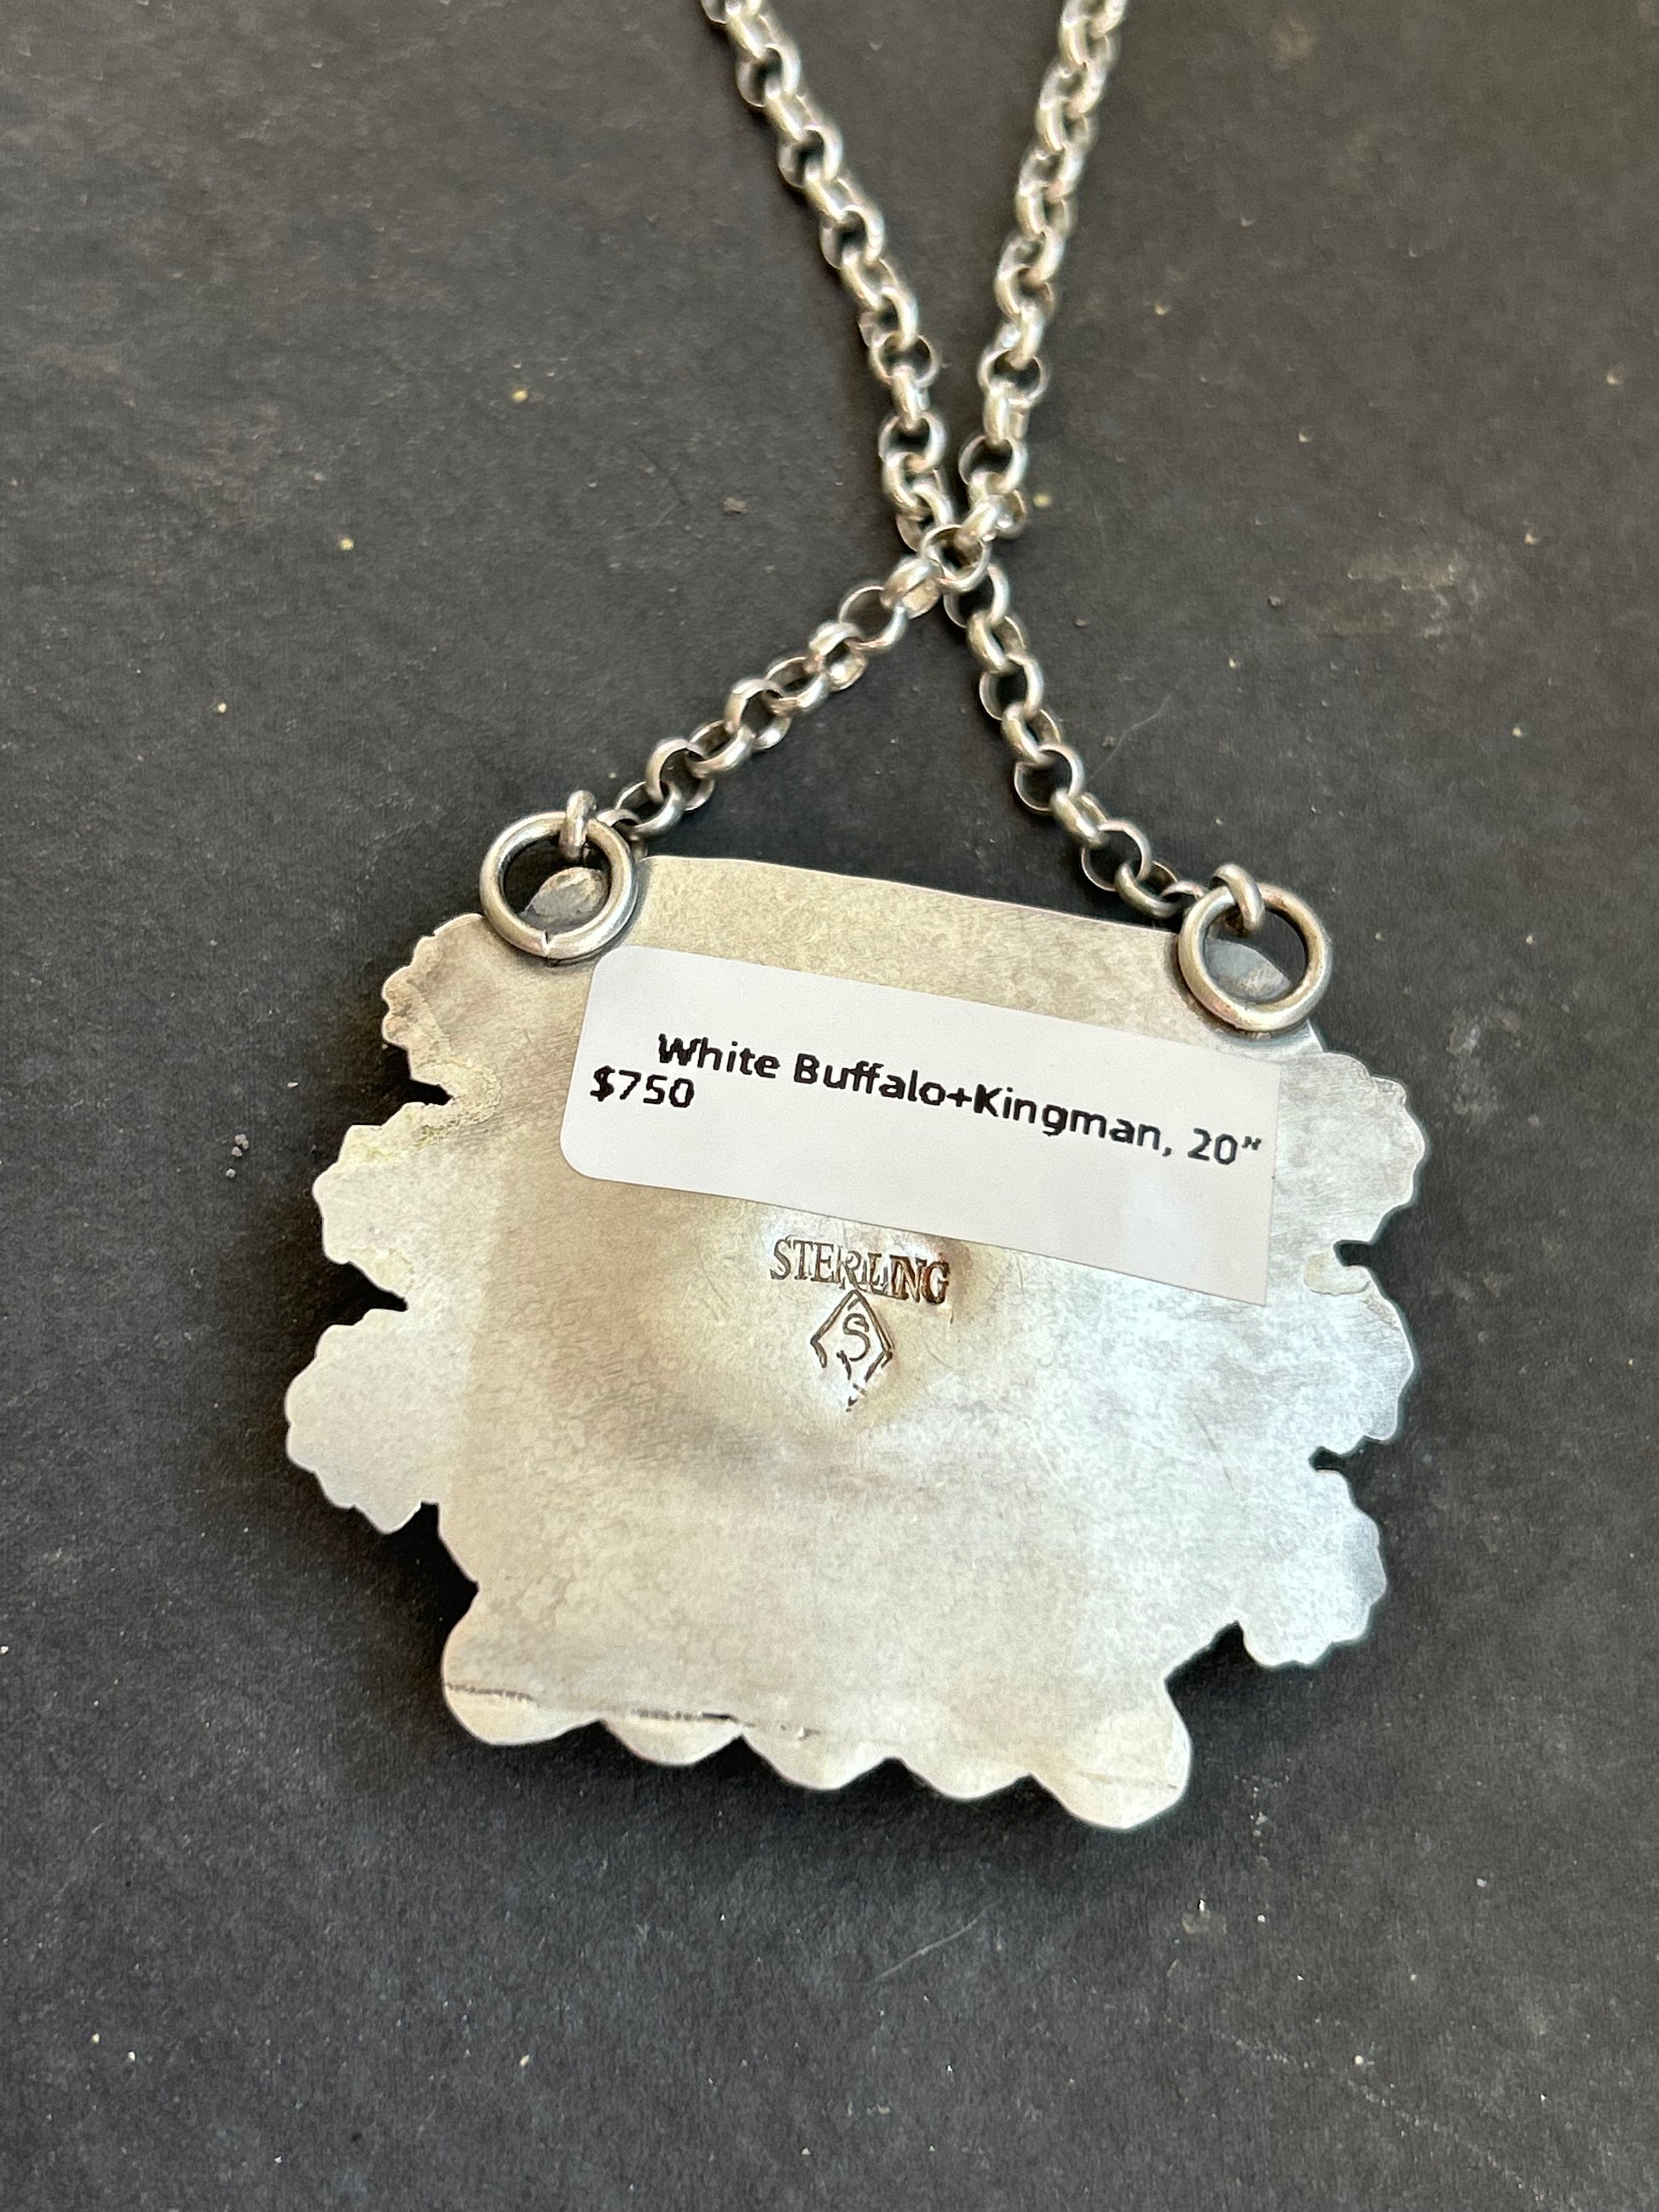 White Buffalo+Kingman, 20”
$750
STERLING
S